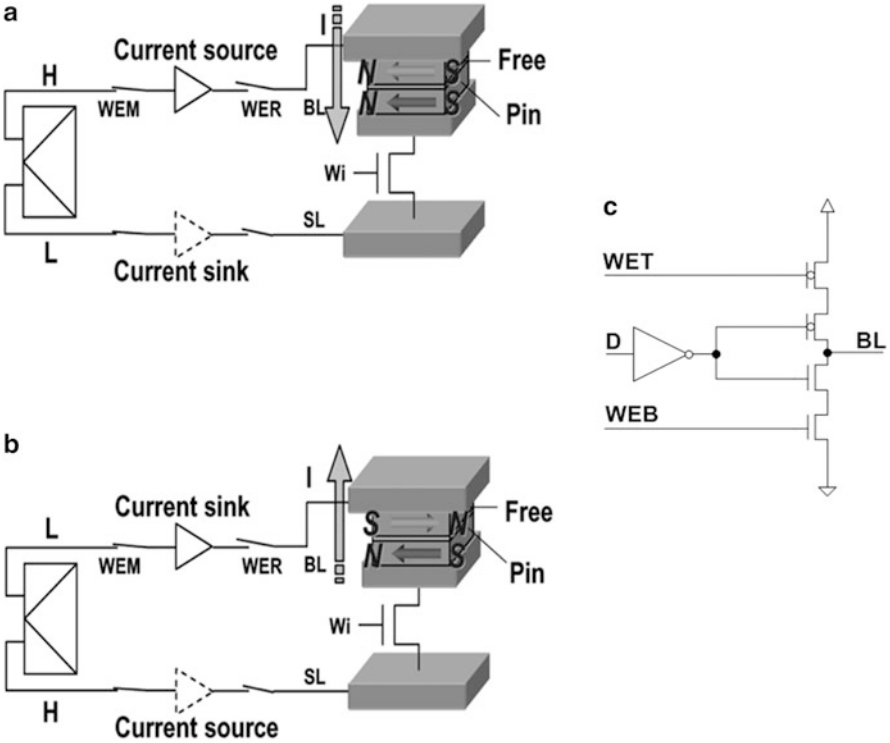 a
I
Current source
H
N S
Free
WEM
WER
BL
N S
Pin
Wi
SL
L
Current sink
b
I
Current sink
L
S N
Free
WEM
WER
BL
N S
Pin
Wi
SL
H
Current source
c
WET
D
BL
WEB